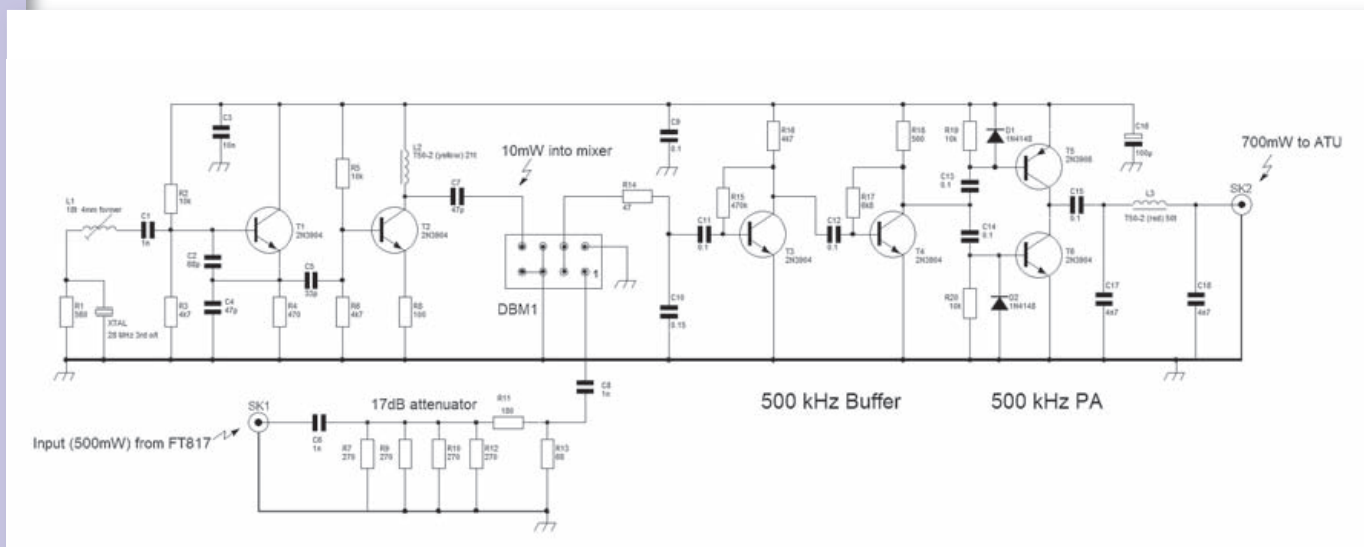 L1
18t 4mm former
C1
1n
R1
560
XTAL
28 MHz 3rd o/t
R2
10k
R3
4k7
C3
10n
C2
68p
C4
47p
T1
2N3904
R4
470
C5
33p
R5
10k
R6
4k7
L2
T50-2 (yellow) 21t
T2
2N3904
R8
100
C7
47p
10mW into mixer
DBM1
1
R14
47
C9
0.1
C10
0.15
C11
0.1
R15
470k
R16
4k7
T3
2N3904
C12
0.1
R17
6k8
R18
500
T4
2N3904
R19
10k
D1
1N4148
C13
0.1
C14
0.1
R20
10k
D2
1N4148
T5
2N3906
T6
2N3904
C15
0.1
C16
100µ
L3
T50-2 (red) 50t
C17
4n7
C18
4n7
700mW to ATU
SK2
500 kHz Buffer
500 kHz PA
C8
1n
SK1
17dB attenuator
Input (500mW) from FT817
C6
1n
R7
270
R9
270
R10
270
R12
270
R11
180
R13
68